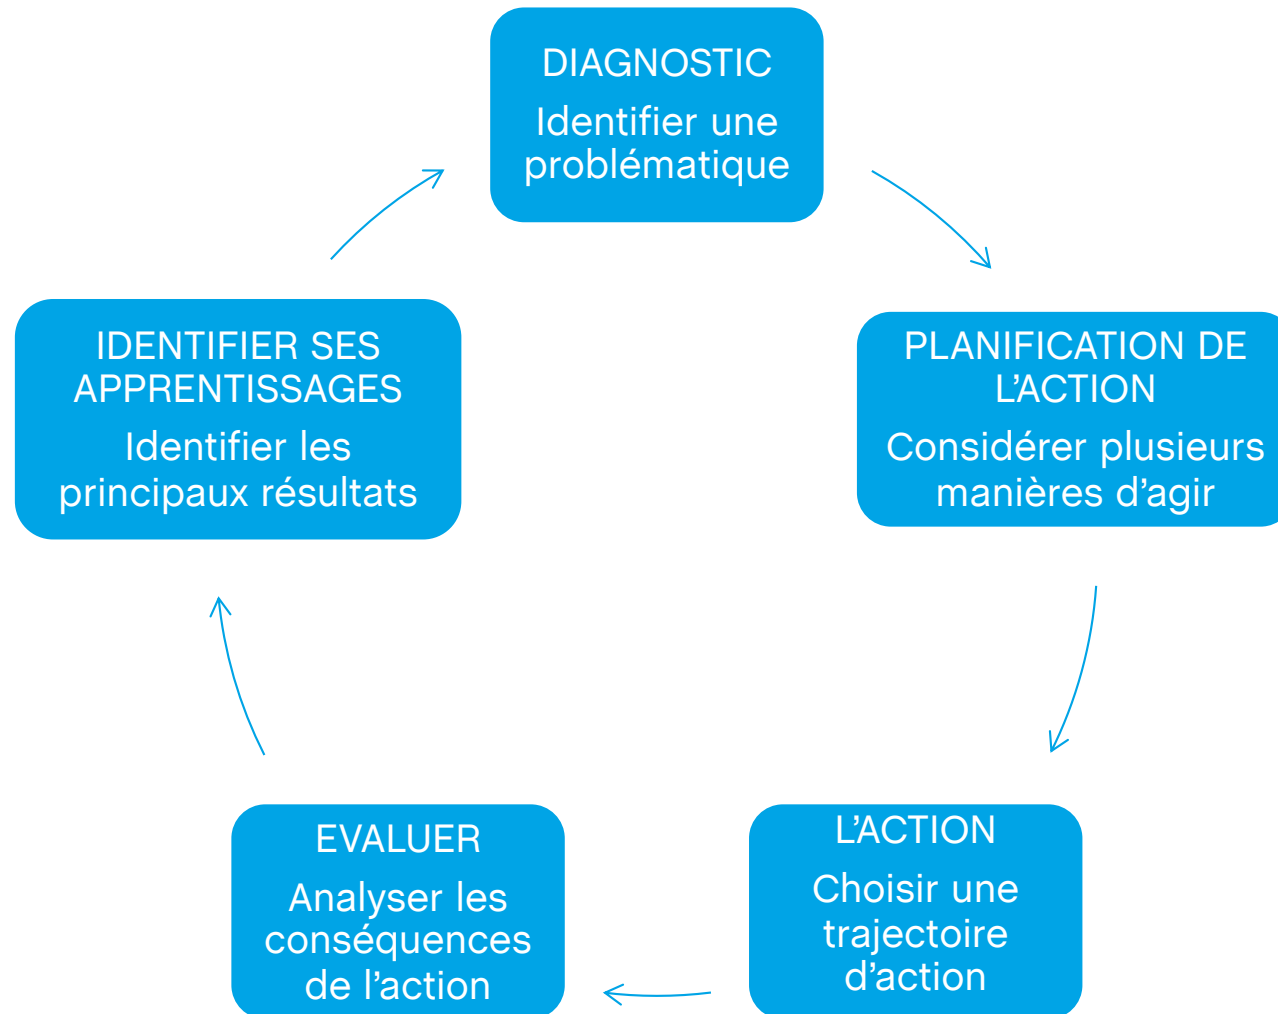 DIAGNOSTIC
Identifier une
problématique
PLANIFICATION DE
L’ACTION
Considérer plusieurs
manières d’agir
L’ACTION
Choisir une
trajectoire
d’action
EVALUER
Analyser les
conséquences
de l’action
IDENTIFIER SES
APPRENTISSAGES
Identifier les
principaux résultats